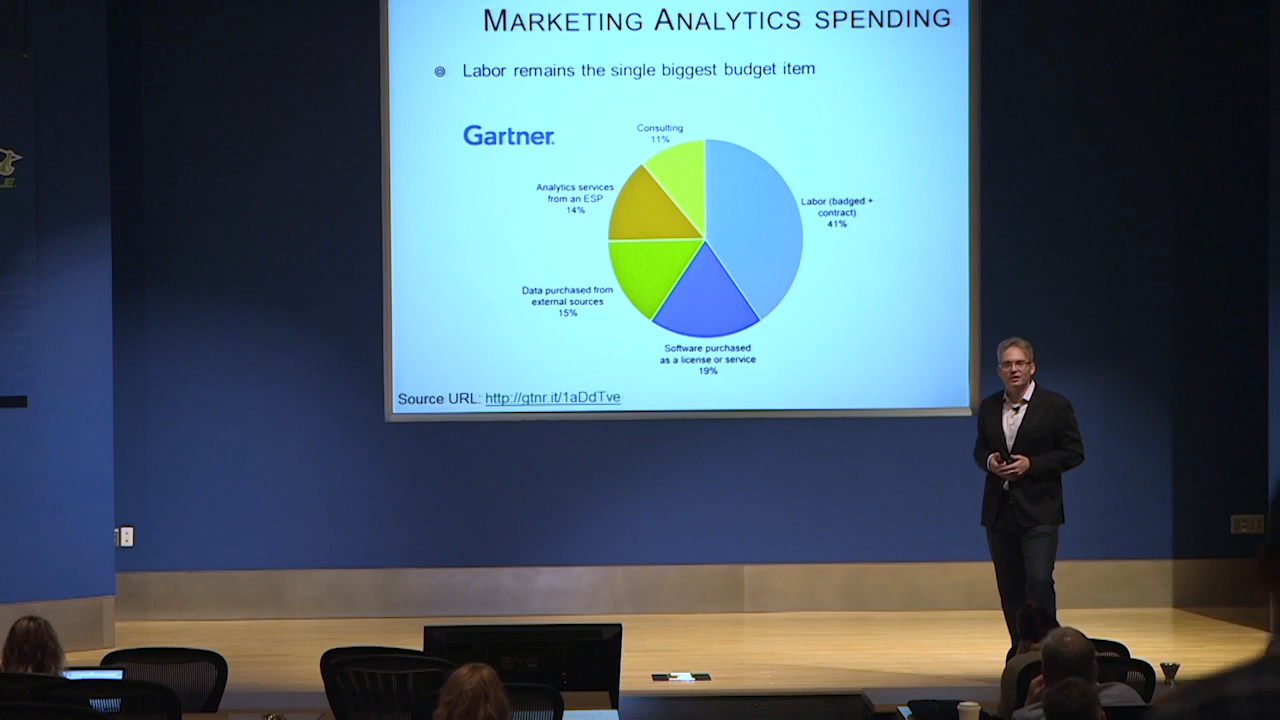 MARKETING ANALYTICS SPENDING
Labor remains the single biggest budget item
Gartner.
Consulting
11%
Analytics services
from an ESP
14%
Labor (badged +
contract)
41%
Data purchased from
external sources
15%
Software purchased
as a license or service
19%
Source URL: http://gtnr.it/1aDdTve